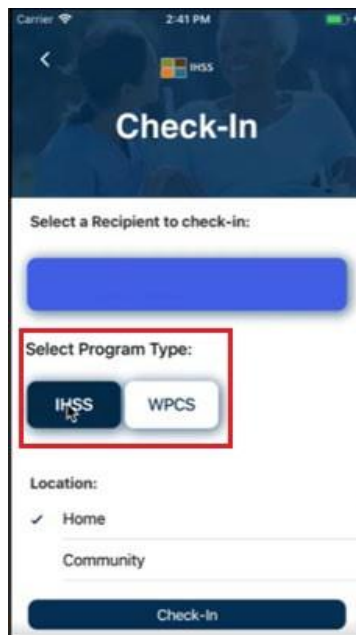 Carrier 2:41 PM
IHSS
Check-In
Select a Recipient to check-in:
Select Program Type:
IHSS WPCS
Location:
Home
Community
Check-In